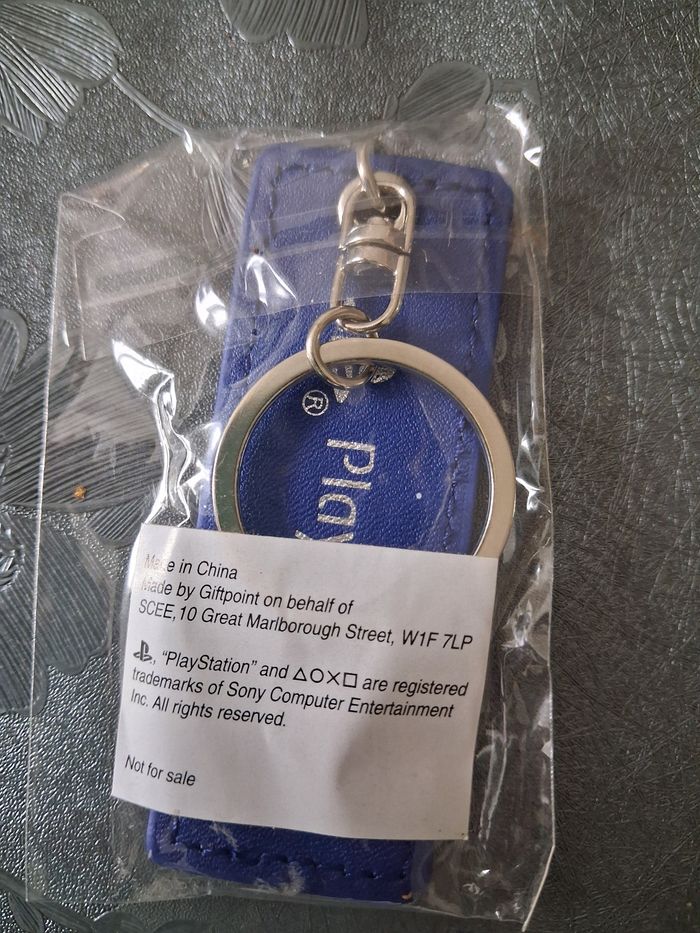 ®
Play
Made in China
Made by Giftpoint on behalf of
SCEE, 10 Great Marlborough Street, W1F 7LP
, “PlayStation” and △○✕□ are registered
trademarks of Sony Computer Entertainment
Inc. All rights reserved.
Not for sale